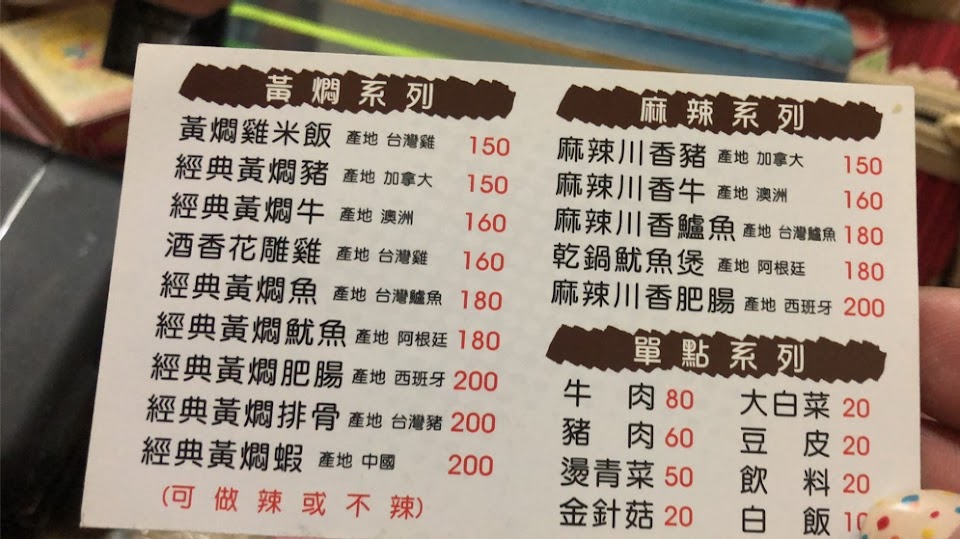 黃燜系列
黃燜雞米飯 產地 台灣雞 150
經典黃燜豬 產地 加拿大 150
經典黃燜牛 產地 澳洲 160
酒香花雕雞 產地 台灣雞 160
經典黃燜魚 產地 台灣鱸魚 180
經典黃燜魷魚 產地 阿根廷 180
經典黃燜肥腸 產地 西班牙 200
經典黃燜排骨 產地 台灣豬 200
經典黃燜蝦 產地 中國 200
(可做辣或不辣)
麻辣系列
麻辣川香豬 產地 加拿大 150
麻辣川香牛 產地 澳洲 160
麻辣川香鱸魚 產地 台灣鱸魚 180
乾鍋魷魚煲 產地 阿根廷 180
麻辣川香肥腸 產地 西班牙 200
單點系列
牛肉 80 大白菜 20
豬肉 60 豆皮 20
燙青菜 50 飲料 20
金針菇 20 白飯